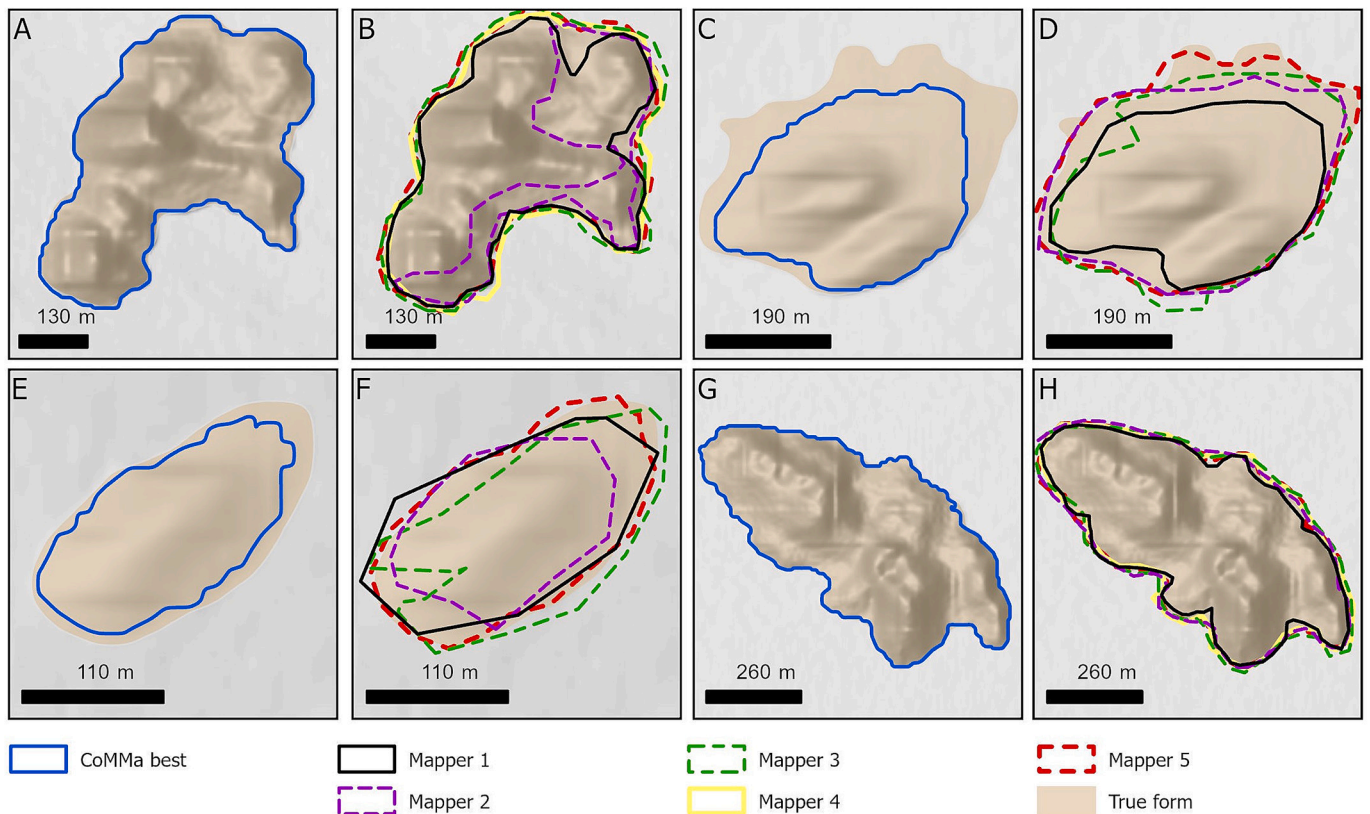 A B C D
130 m 130 m 190 m 190 m
E F G H
110 m 110 m 260 m 260 m
CoMMa best Mapper 1 Mapper 3 Mapper 5
Mapper 2 Mapper 4 True form